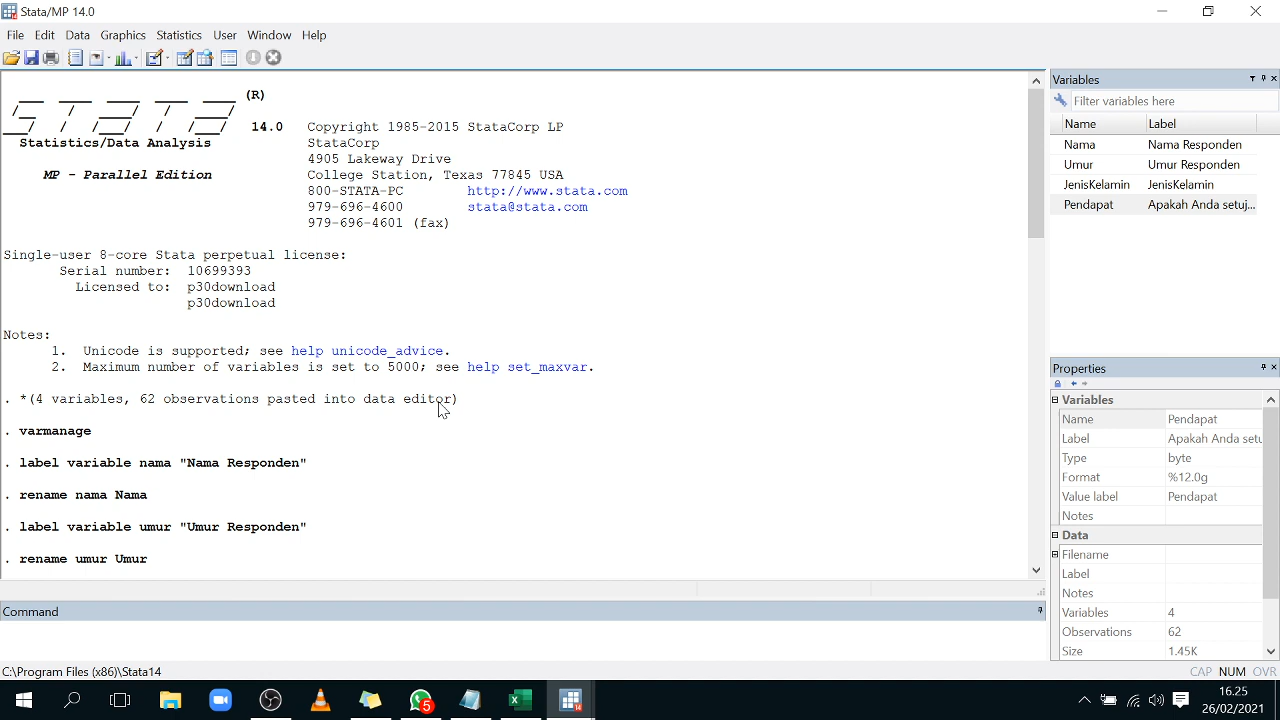 Stata/MP 14.0
File Edit Data Graphics Statistics User Window Help
(R)
14.0 Copyright 1985-2015 StataCorp LP
Statistics/Data Analysis StataCorp
4905 Lakeway Drive
MP - Parallel Edition College Station, Texas 77845 USA
800-STATA-PC http://www.stata.com
979-696-4600 stata@stata.com
979-696-4601 (fax)
Single-user 8-core Stata perpetual license:
Serial number: 10699393
Licensed to: p30download
p30download
Notes:
1. Unicode is supported; see help unicode_advice.
2. Maximum number of variables is set to 5000; see help set_maxvar.
. *(4 variables, 62 observations pasted into data editor)
. varmanage
. label variable nama "Nama Responden"
. rename nama Nama
. label variable umur "Umur Responden"
. rename umur Umur
Command
C:\Program Files (x86)\Stata14
Variables
Filter variables here
Name Label
Nama Nama Responden
Umur Umur Responden
JenisKelamin JenisKelamin
Pendapat Apakah Anda setuj...
Properties
Variables
Name Pendapat
Label Apakah Anda setu
Type byte
Format %12.0g
Value label Pendapat
Notes
Data
Filename
Label
Notes
Variables 4
Observations 62
Size 1.45K
CAP NUM OVR
5
14
16.25
26/02/2021